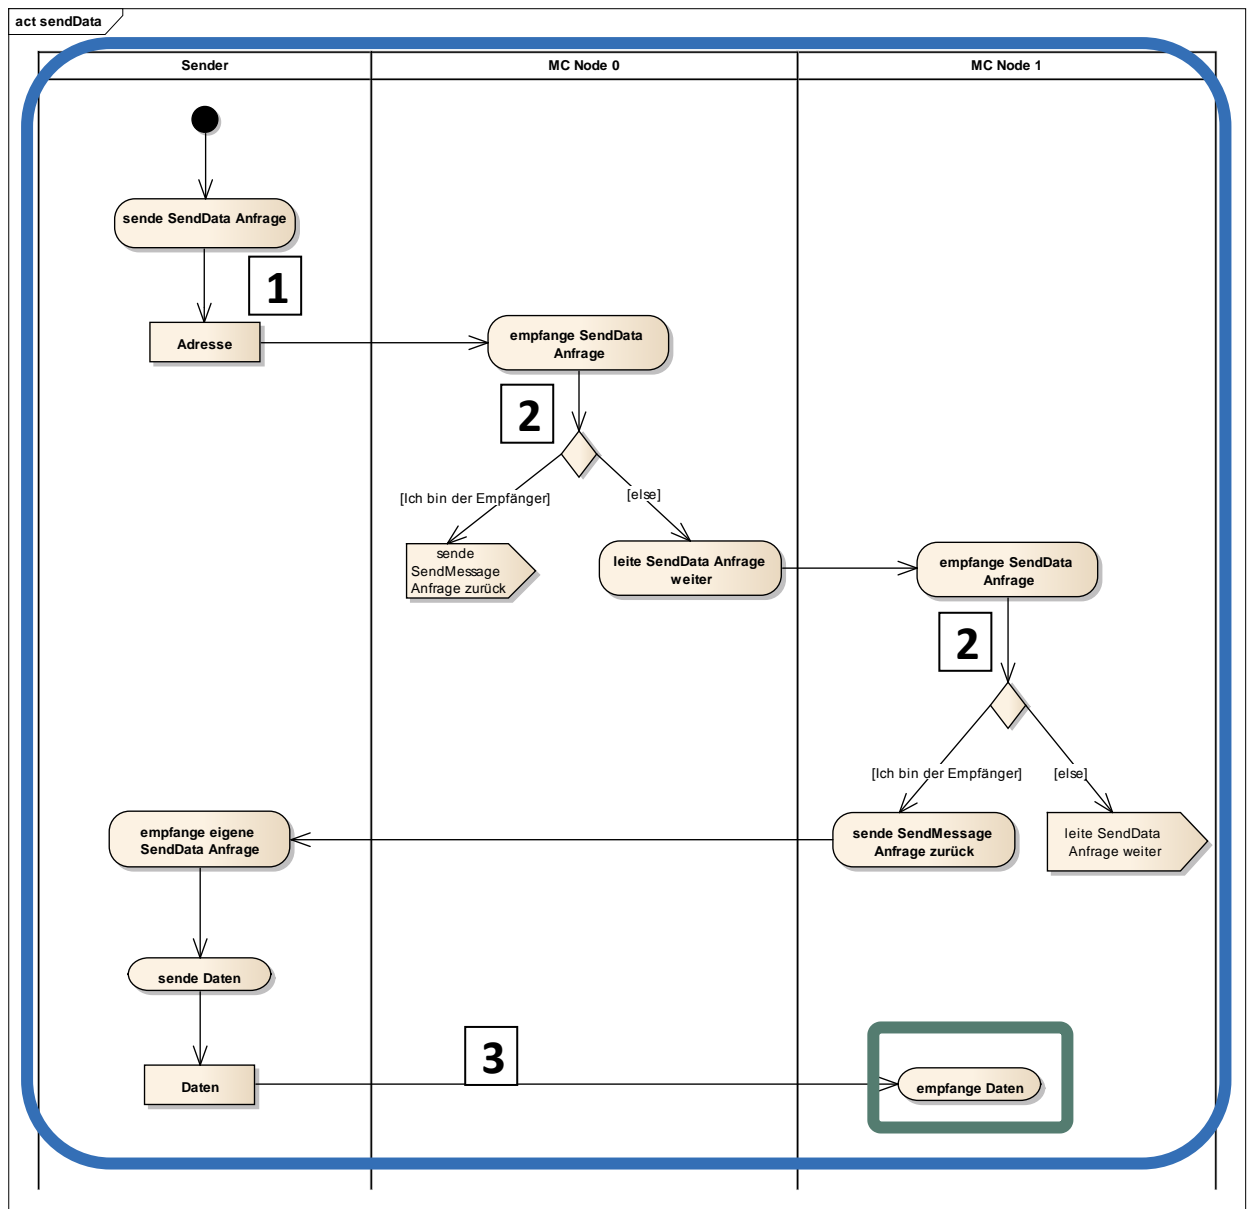 act sendData
Sender
MC Node 0
MC Node 1
sende SendData Anfrage
1
Adresse
empfange SendData
Anfrage
2
[Ich bin der Empfänger]
[else]
sende
SendMessage
Anfrage zurück
leite SendData Anfrage
weiter
empfange SendData
Anfrage
2
[Ich bin der Empfänger]
[else]
empfange eigene
SendData Anfrage
sende SendMessage
Anfrage zurück
leite SendData
Anfrage weiter
sende Daten
3
Daten
empfange Daten